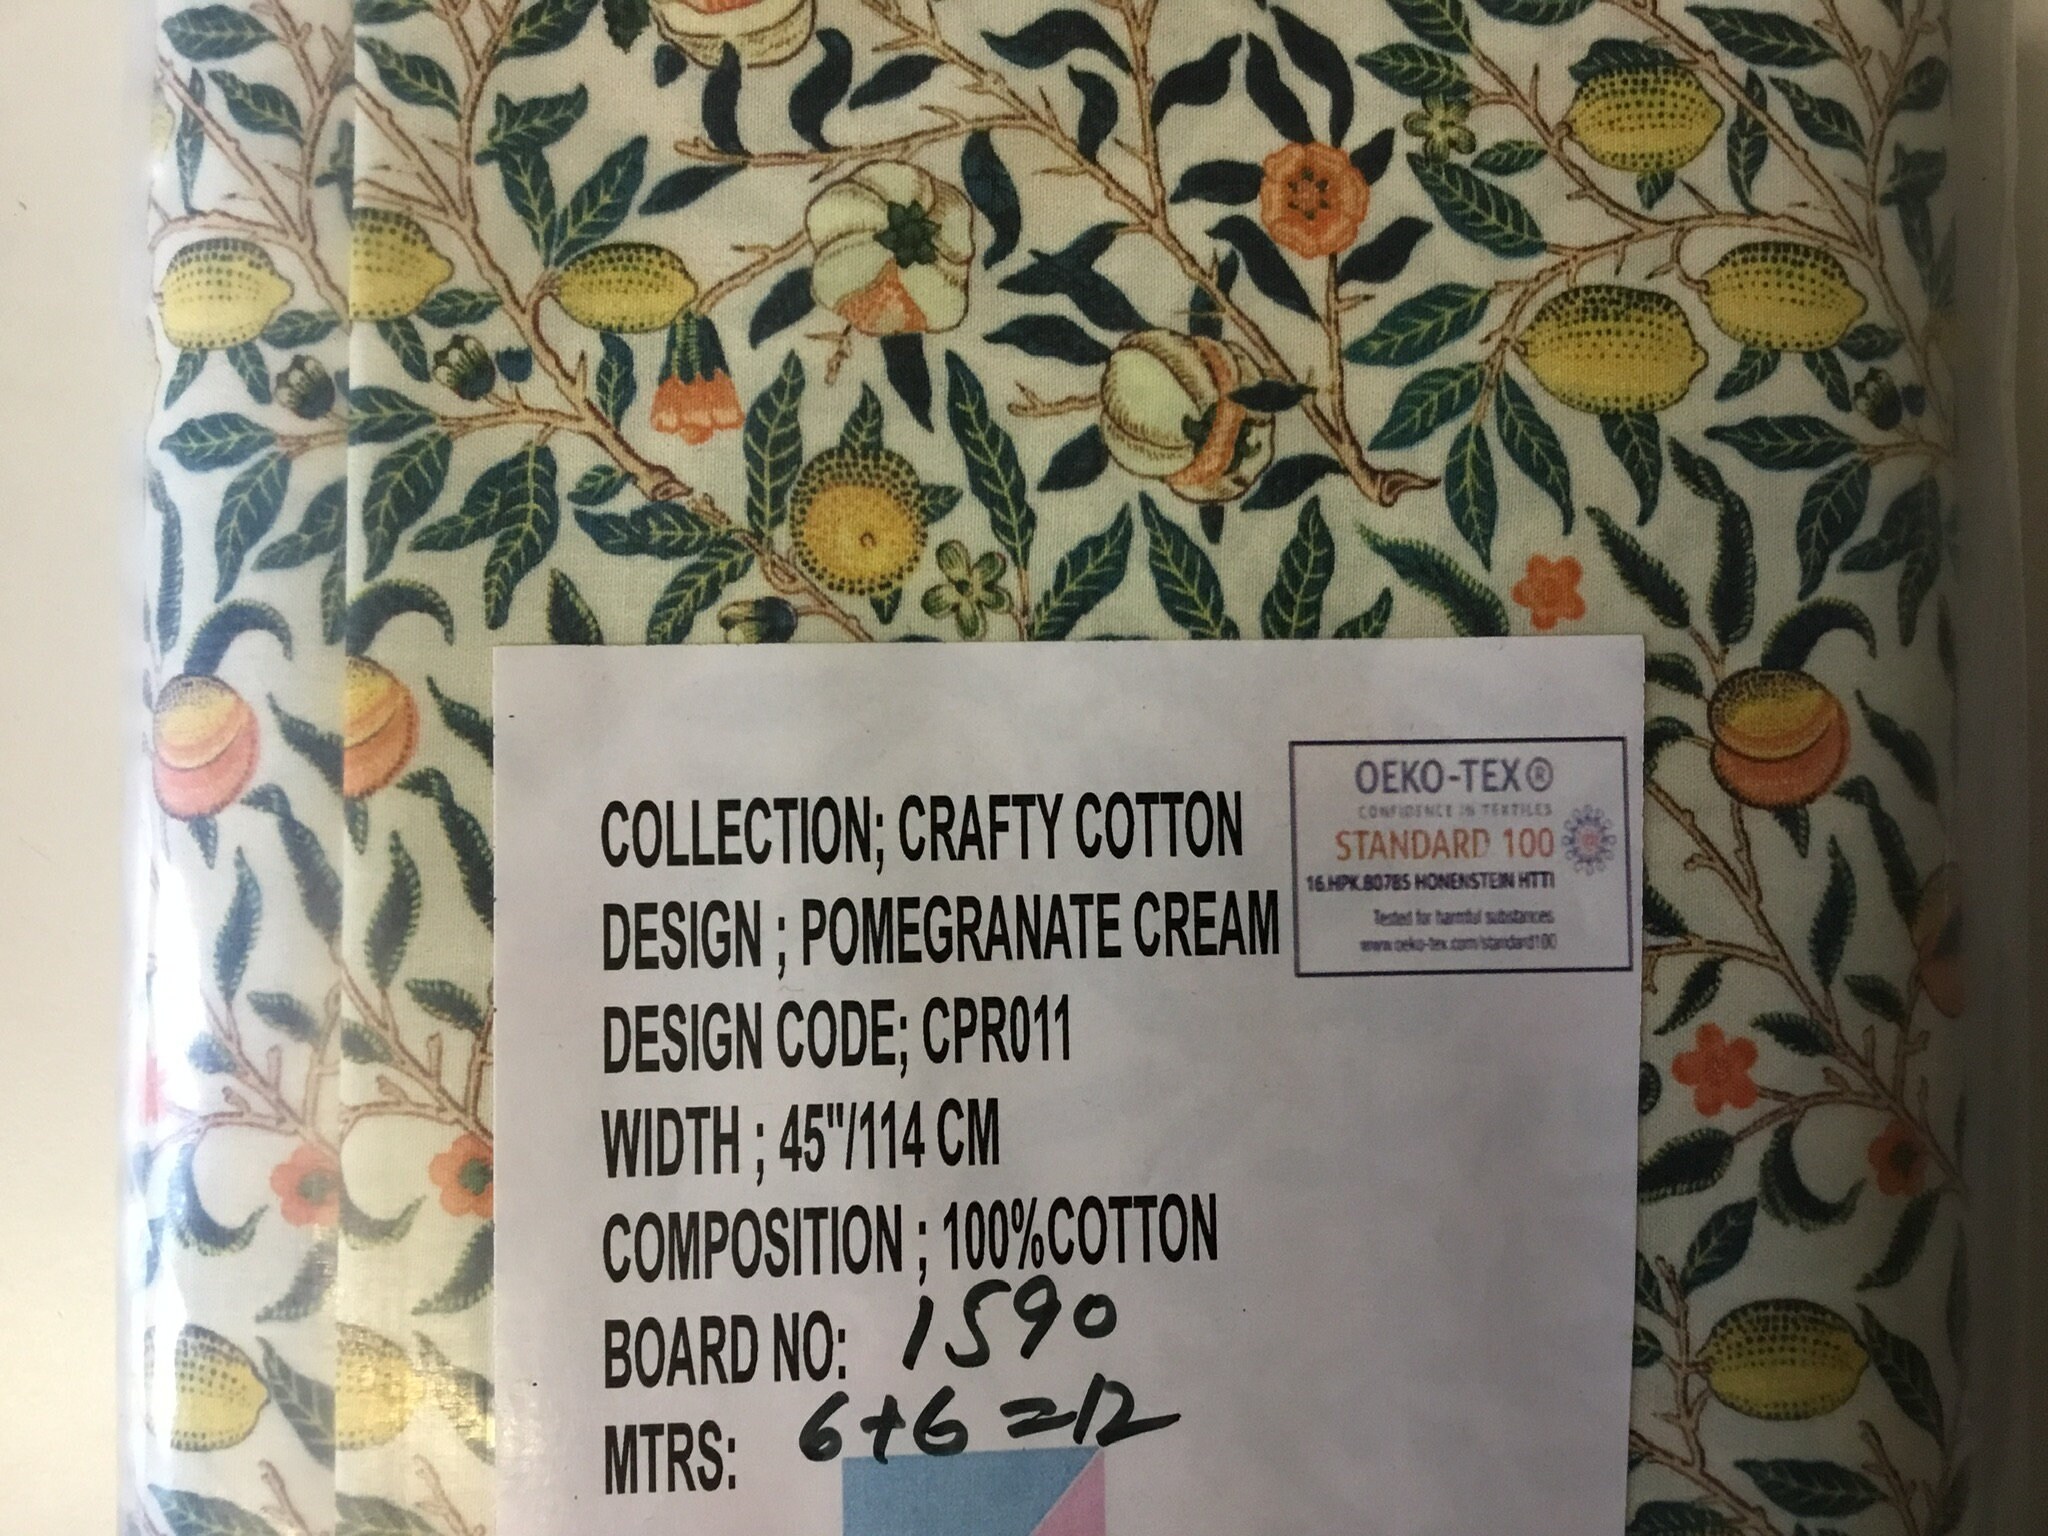 OEKO-TEX®
CONFIDENCE IN TEXTILES
STANDARD 100
16.HPK.80785 HONENSTEIN HTTI
Tested for harmful substances
www.oeko-tex.com/standard100
COLLECTION; CRAFTY COTTON
DESIGN ; POMEGRANATE CREAM
DESIGN CODE; CPR011
WIDTH ; 45"/114 CM
COMPOSITION ; 100%COTTON
BOARD NO: 1590
MTRS: 6+6=12